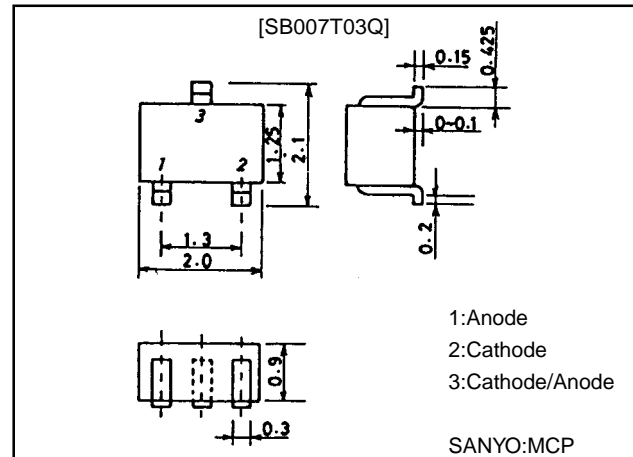 [SB007T03Q]
0.15
0.425
3
1.25
2.1
0~0.1
1
2
0.2
1.3
2.0
1:Anode
2:Cathode
3:Cathode/Anode
0.9
0.3
SANYO:MCP